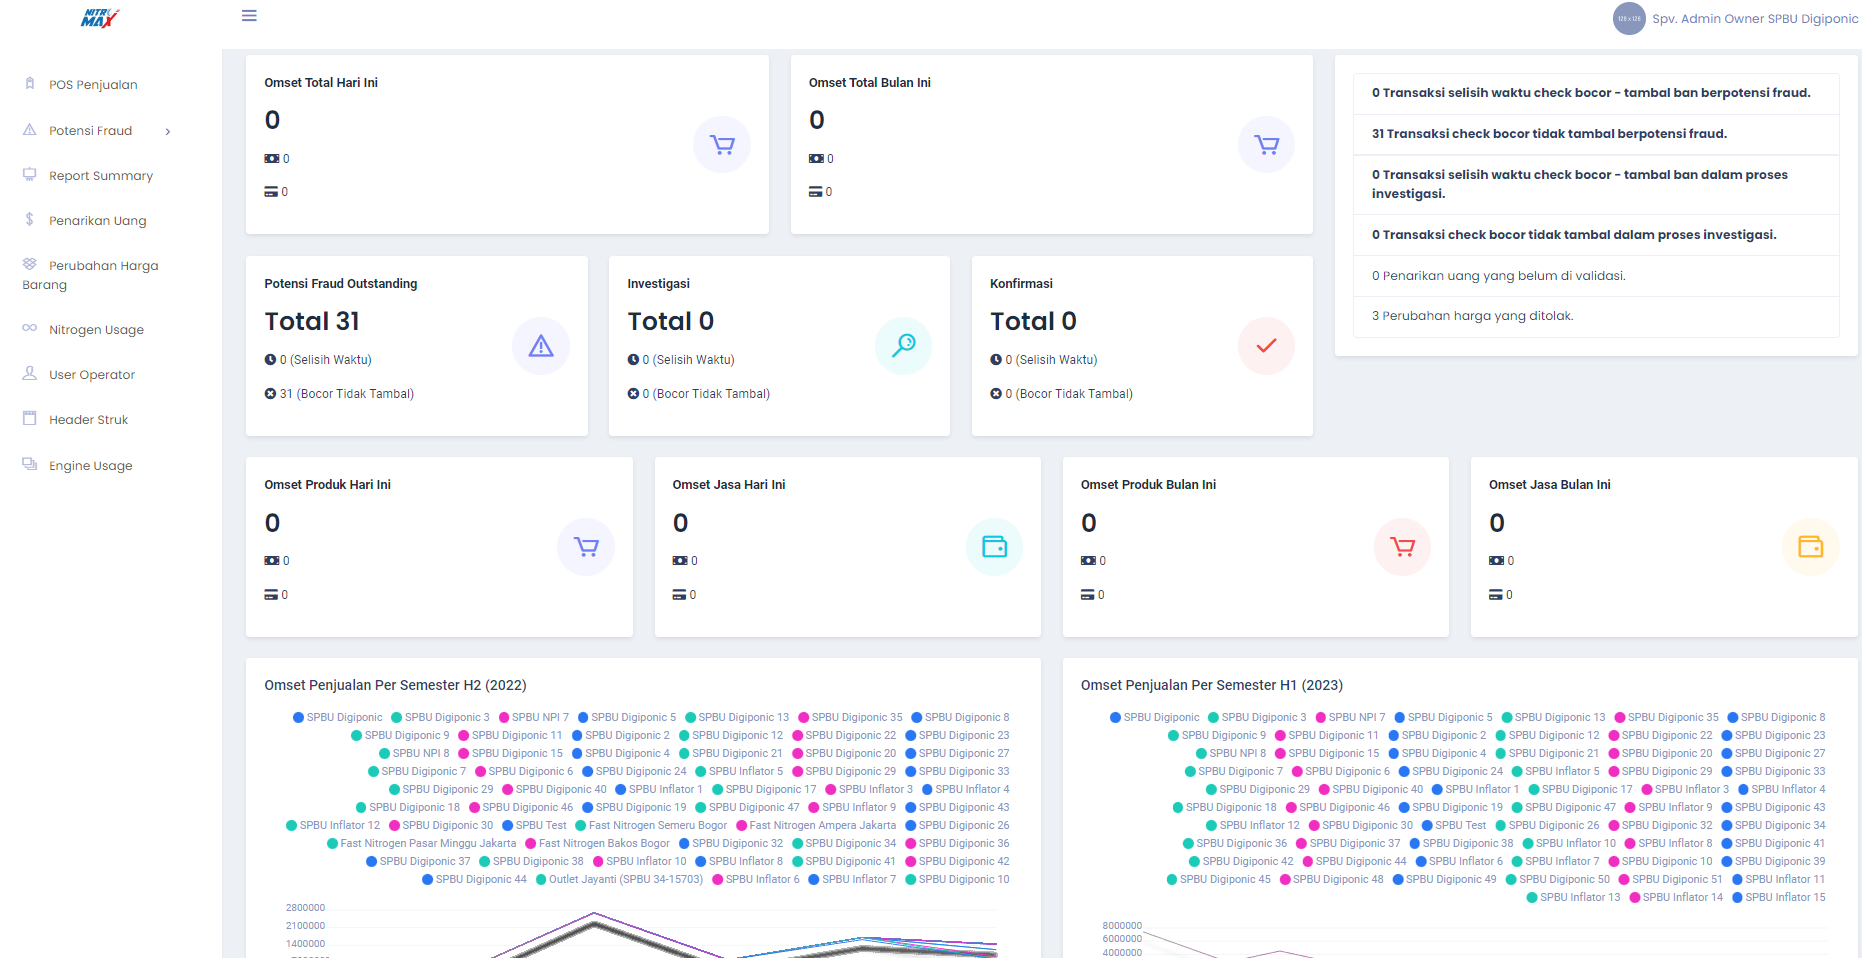 NITRO
MAX
Spv. Admin Owner SPBU Digiponic
POS Penjualan
Potensi Fraud
Report Summary
Penarikan Uang
Perubahan Harga
Barang
Nitrogen Usage
User Operator
Header Struk
Engine Usage
Omset Total Hari Ini
0
0
0
Omset Total Bulan Ini
0
0
0
0 Transaksi selisih waktu check bocor - tambal ban berpotensi fraud.
31 Transaksi check bocor tidak tambal berpotensi fraud.
0 Transaksi selisih waktu check bocor - tambal ban dalam proses
investigasi.
0 Transaksi check bocor tidak tambal dalam proses investigasi.
0 Penarikan uang yang belum di validasi.
3 Perubahan harga yang ditolak.
Potensi Fraud Outstanding
Total 31
0 (Selisih Waktu)
31 (Bocor Tidak Tambal)
Investigasi
Total 0
0 (Selisih Waktu)
0 (Bocor Tidak Tambal)
Konfirmasi
Total 0
0 (Selisih Waktu)
0 (Bocor Tidak Tambal)
Omset Produk Hari Ini
0
0
0
Omset Jasa Hari Ini
0
0
0
Omset Produk Bulan Ini
0
0
0
Omset Jasa Bulan Ini
0
0
0
Omset Penjualan Per Semester H2 (2022)
SPBU Digiponic SPBU Digiponic 3 SPBU NPI 7 SPBU Digiponic 5 SPBU Digiponic 13 SPBU Digiponic 35 SPBU Digiponic 8
SPBU Digiponic 9 SPBU Digiponic 11 SPBU Digiponic 2 SPBU Digiponic 12 SPBU Digiponic 22 SPBU Digiponic 23
SPBU NPI 8 SPBU Digiponic 15 SPBU Digiponic 4 SPBU Digiponic 21 SPBU Digiponic 20 SPBU Digiponic 27
SPBU Digiponic 7 SPBU Digiponic 6 SPBU Digiponic 24 SPBU Inflator 5 SPBU Digiponic 29 SPBU Digiponic 33
SPBU Digiponic 29 SPBU Digiponic 40 SPBU Inflator 1 SPBU Digiponic 17 SPBU Inflator 3 SPBU Inflator 4
SPBU Digiponic 18 SPBU Digiponic 46 SPBU Digiponic 19 SPBU Digiponic 47 SPBU Inflator 9 SPBU Digiponic 43
SPBU Inflator 12 SPBU Digiponic 30 SPBU Test Fast Nitrogen Semeru Bogor Fast Nitrogen Ampera Jakarta SPBU Digiponic 26
Fast Nitrogen Pasar Minggu Jakarta Fast Nitrogen Bakos Bogor SPBU Digiponic 32 SPBU Digiponic 34 SPBU Digiponic 36
SPBU Digiponic 37 SPBU Digiponic 38 SPBU Inflator 10 SPBU Inflator 8 SPBU Digiponic 41 SPBU Digiponic 42
SPBU Digiponic 44 Outlet Jayanti (SPBU 34-15703) SPBU Inflator 6 SPBU Inflator 7 SPBU Digiponic 10
2800000
2100000
1400000
Omset Penjualan Per Semester H1 (2023)
SPBU Digiponic SPBU Digiponic 3 SPBU NPI 7 SPBU Digiponic 5 SPBU Digiponic 13 SPBU Digiponic 35 SPBU Digiponic 8
SPBU Digiponic 9 SPBU Digiponic 11 SPBU Digiponic 2 SPBU Digiponic 12 SPBU Digiponic 22 SPBU Digiponic 23
SPBU NPI 8 SPBU Digiponic 15 SPBU Digiponic 4 SPBU Digiponic 21 SPBU Digiponic 20 SPBU Digiponic 27
SPBU Digiponic 7 SPBU Digiponic 6 SPBU Digiponic 24 SPBU Inflator 5 SPBU Digiponic 29 SPBU Digiponic 33
SPBU Digiponic 29 SPBU Digiponic 40 SPBU Inflator 1 SPBU Digiponic 17 SPBU Inflator 3 SPBU Inflator 4
SPBU Digiponic 18 SPBU Digiponic 46 SPBU Digiponic 19 SPBU Digiponic 47 SPBU Inflator 9 SPBU Digiponic 43
SPBU Inflator 12 SPBU Digiponic 30 SPBU Test SPBU Digiponic 26 SPBU Digiponic 32 SPBU Digiponic 34
SPBU Digiponic 36 SPBU Digiponic 37 SPBU Digiponic 38 SPBU Inflator 10 SPBU Inflator 8 SPBU Digiponic 41
SPBU Digiponic 42 SPBU Digiponic 44 SPBU Inflator 6 SPBU Inflator 7 SPBU Digiponic 10 SPBU Digiponic 39
SPBU Digiponic 45 SPBU Digiponic 48 SPBU Digiponic 49 SPBU Digiponic 50 SPBU Digiponic 51 SPBU Inflator 11
SPBU Inflator 13 SPBU Inflator 14 SPBU Inflator 15
8000000
6000000
4000000